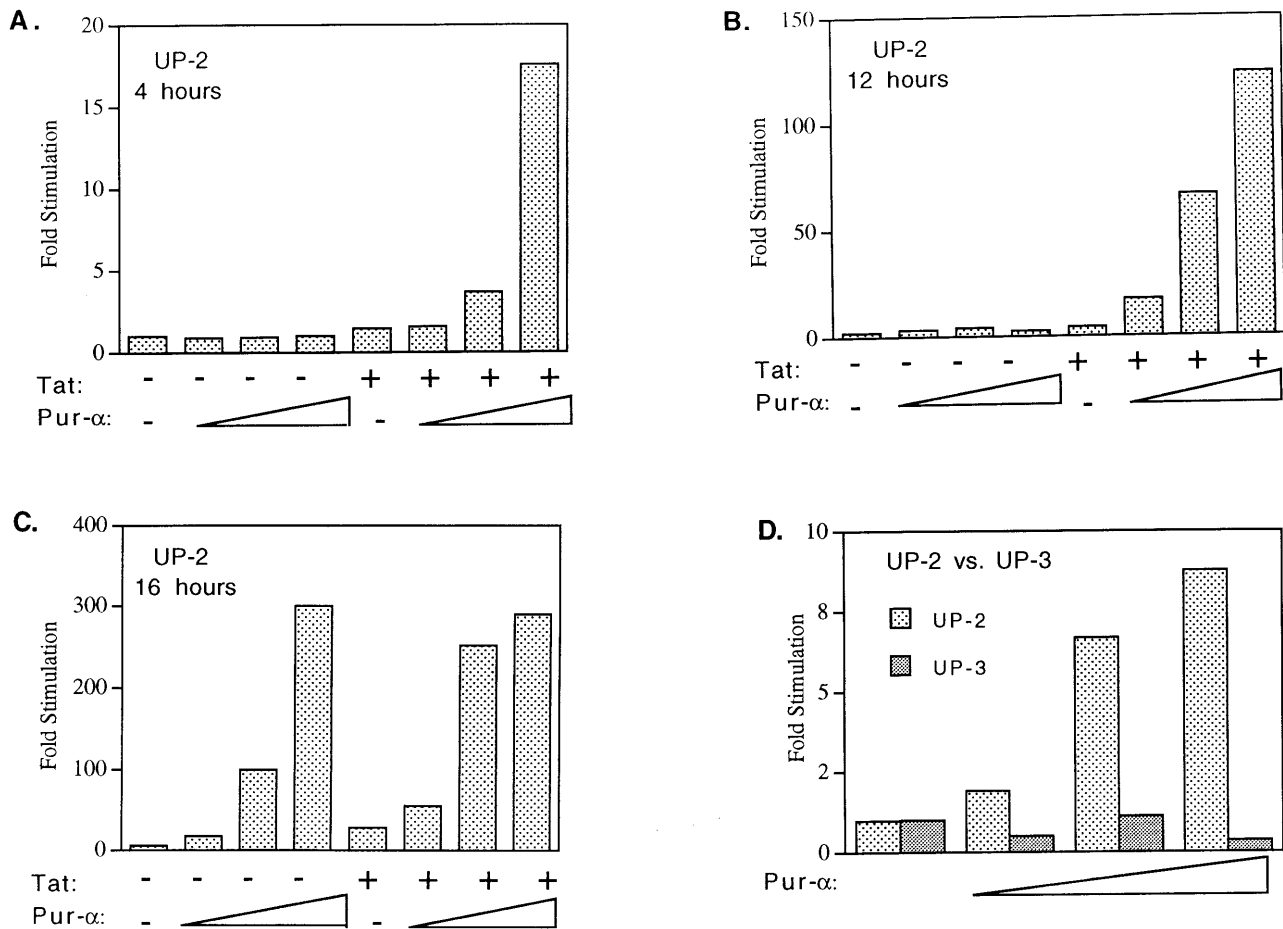 A.
20
15
10
5
0
Fold Stimulation
UP-2
4 hours
Tat: - - - - + + + +
Pur-α: - -
B.
150
100
50
0
Fold Stimulation
UP-2
12 hours
Tat: - - - - + + + +
Pur-α: - -
C.
400
300
200
100
0
Fold Stimulation
UP-2
16 hours
Tat: - - - - + + + +
Pur-α: - -
D.
10
8
5
2
0
Fold Stimulation
UP-2 vs. UP-3
UP-2
UP-3
Pur-α: